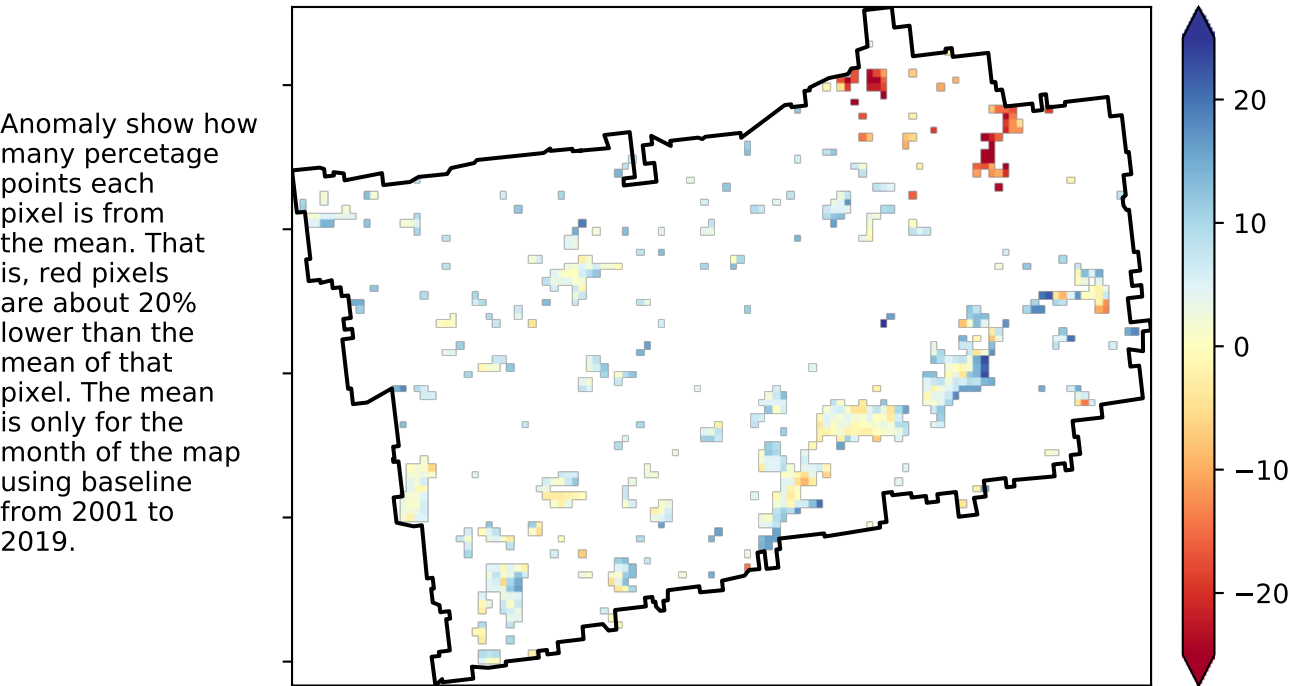 Anomaly show how
many percetage
points each
pixel is from
the mean. That
is, red pixels
are about 20%
lower than the
mean of that
pixel. The mean
is only for the
month of the map
using baseline
from 2001 to
2019.
20
10
0
−10
−20